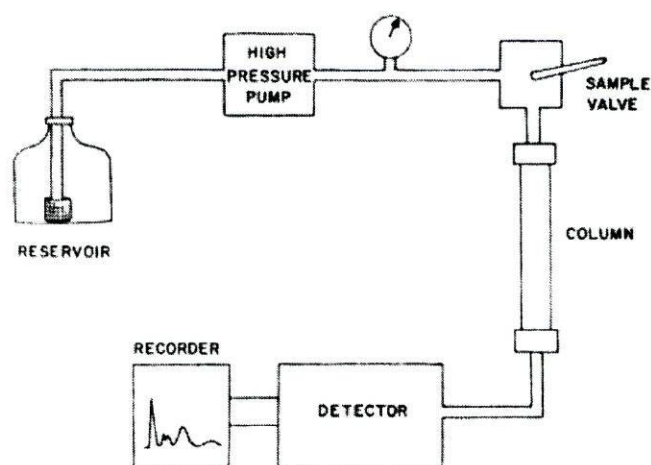 HIGH
PRESSURE
PUMP
SAMPLE
VALVE
RESERVOIR
COLUMN
RECORDER
DETECTOR